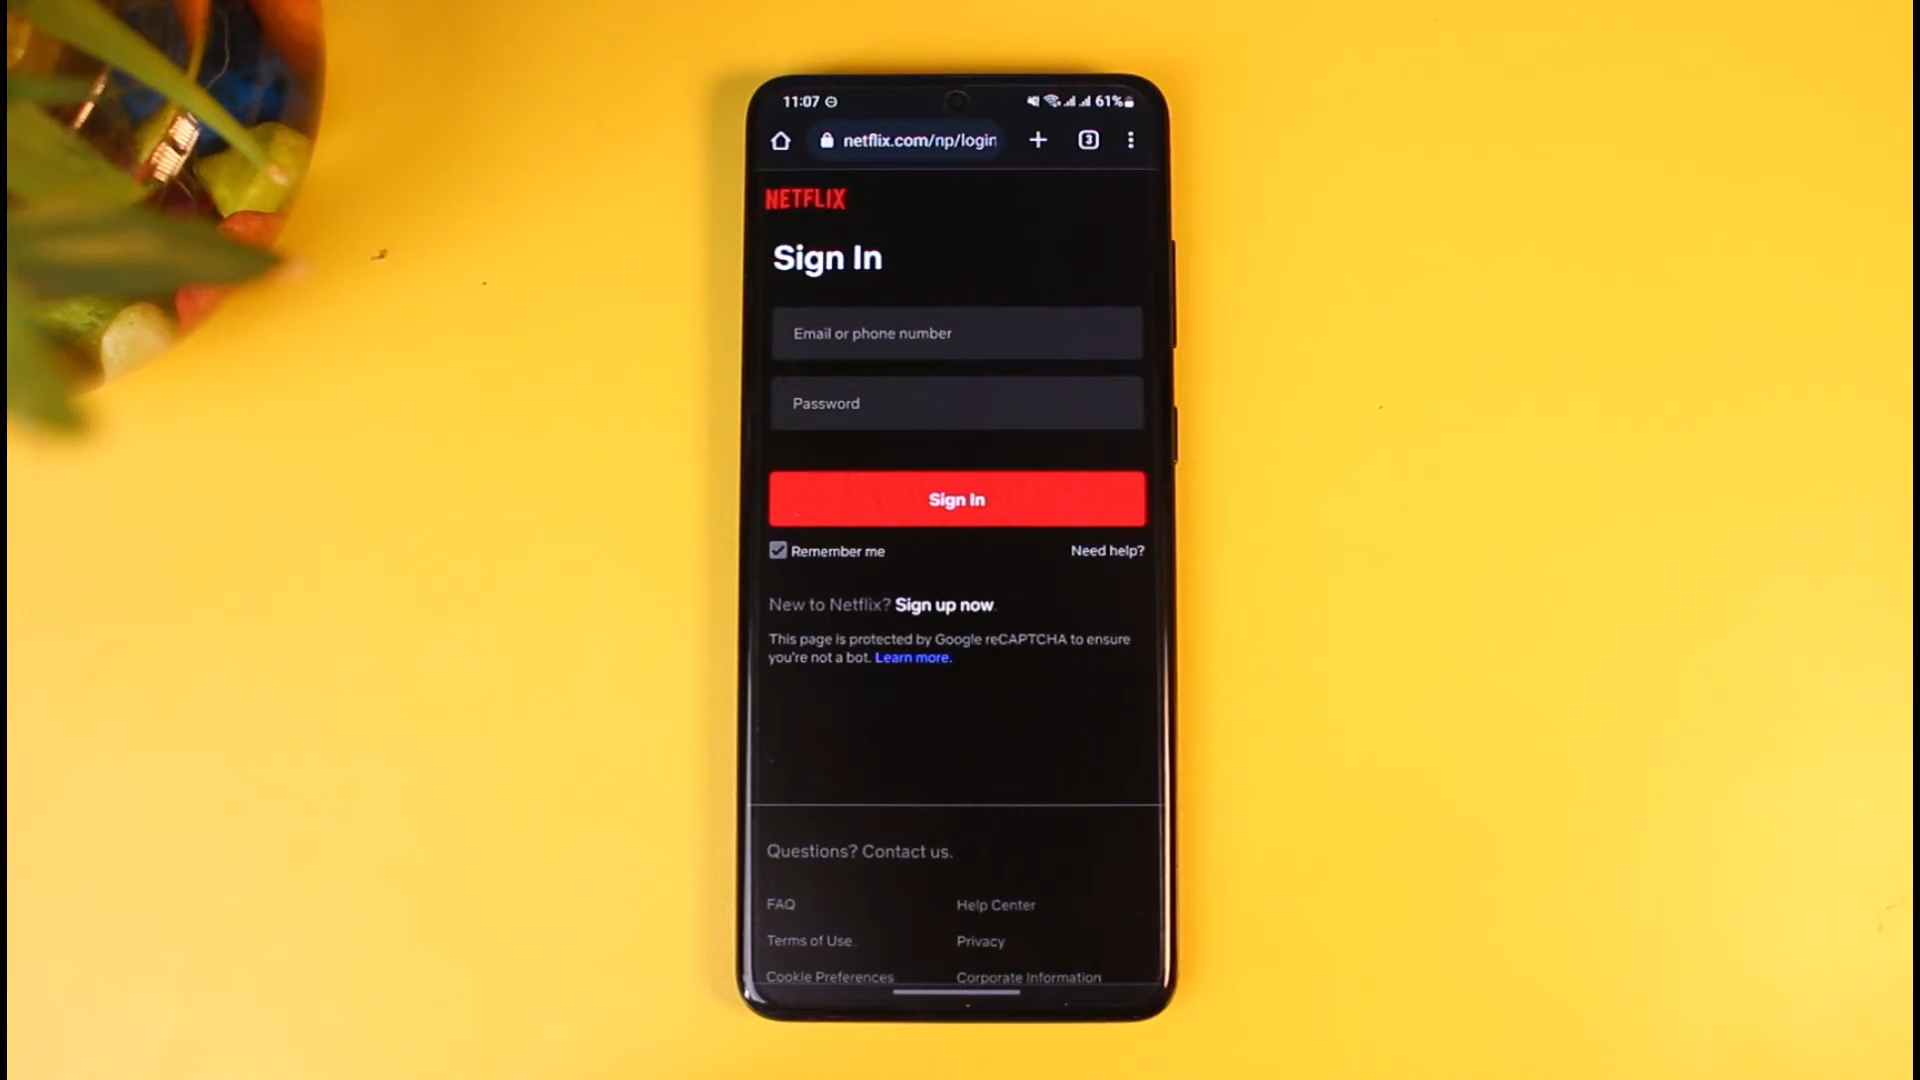 11:07
61%
netflix.com/np/login
3
NETFLIX
Sign In
Email or phone number
Password
Sign In
Remember me
Need help?
New to Netflix? Sign up now.
This page is protected by Google reCAPTCHA to ensure
you're not a bot. Learn more.
Questions? Contact us.
FAQ
Help Center
Terms of Use
Privacy
Cookie Preferences
Corporate Information